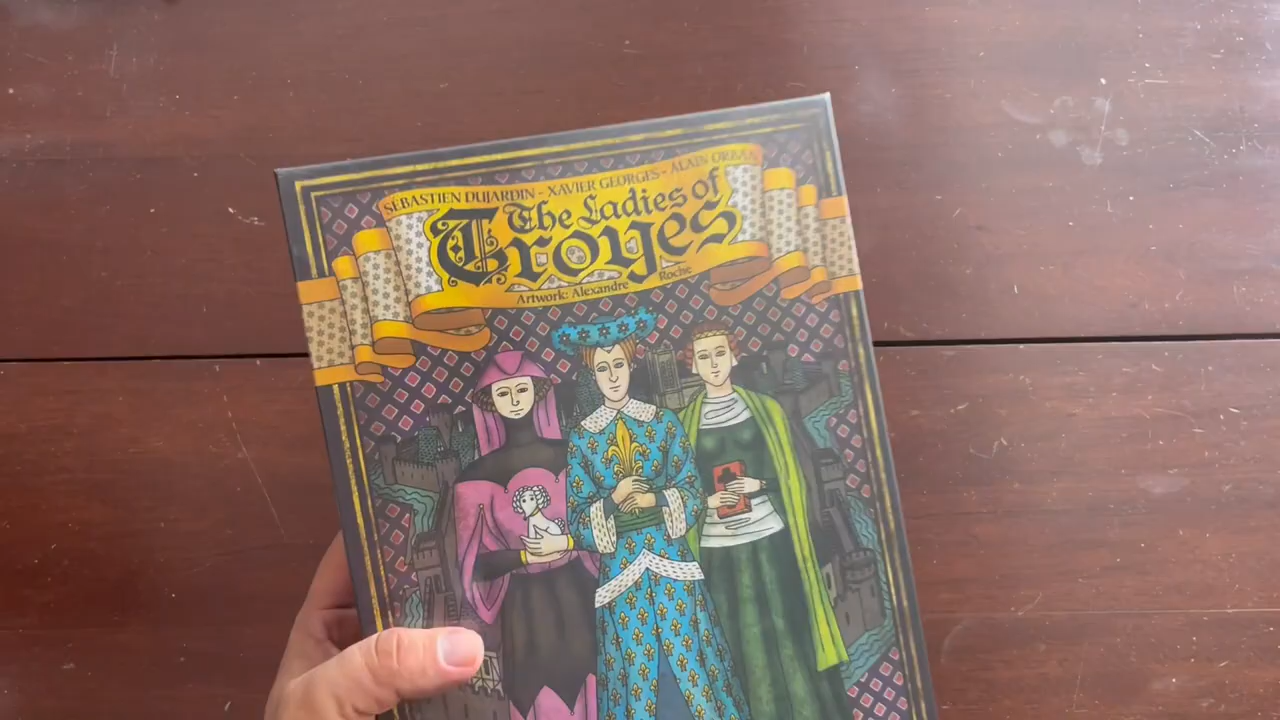 SÉBASTIEN DUJARDIN - XAVIER GEORGES - ALAIN ORBAN
The Ladies of
Troyes
Artwork: Alexandre Roche